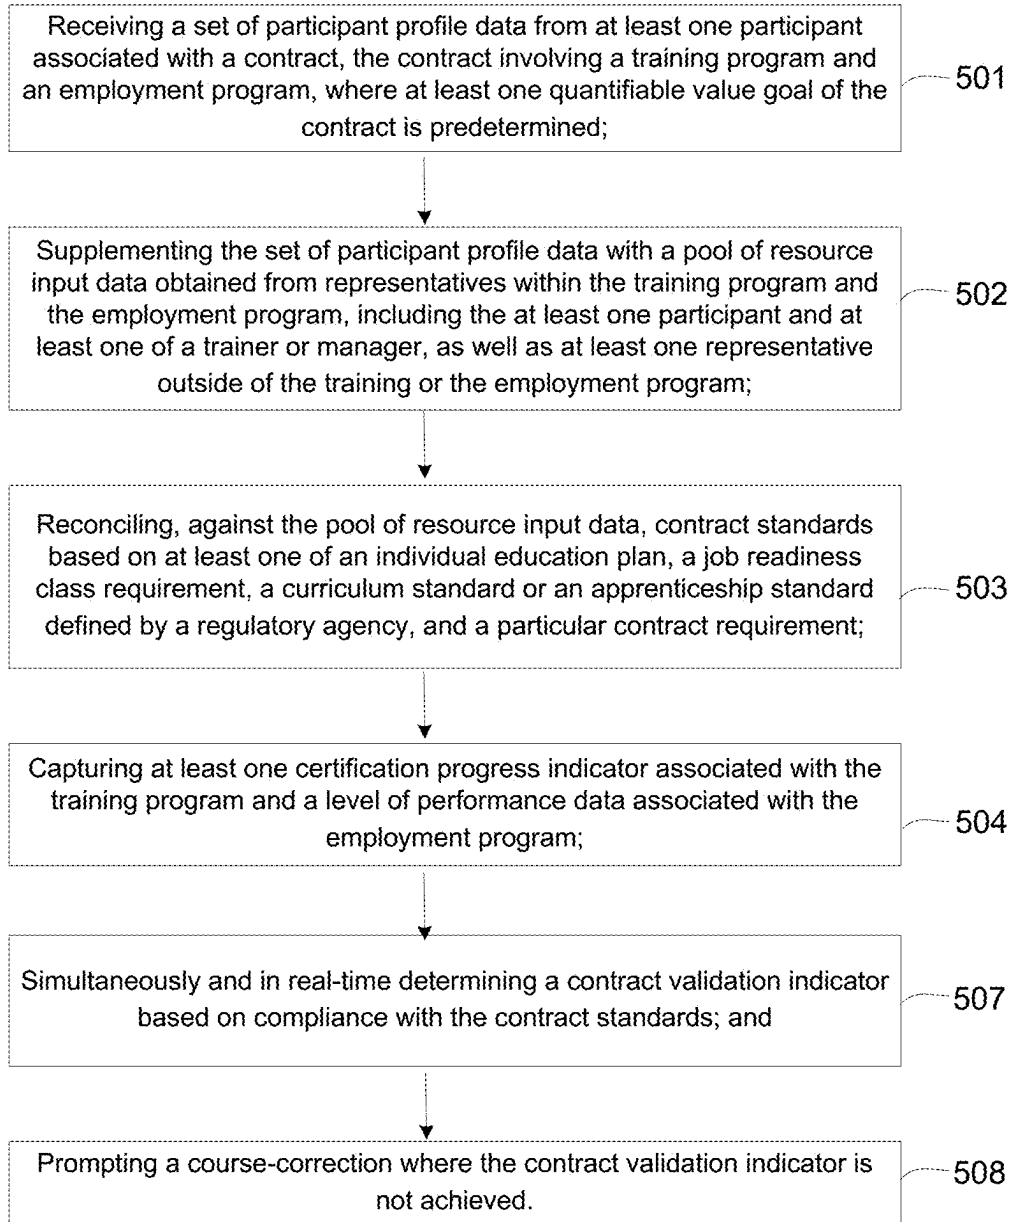 Receiving a set of participant profile data from at least one participant
associated with a contract, the contract involving a training program and
an employment program, where at least one quantifiable value goal of the
contract is predetermined;
501
Supplementing the set of participant profile data with a pool of resource
input data obtained from representatives within the training program and
the employment program, including the at least one participant and at
least one of a trainer or manager, as well as at least one representative
outside of the training or the employment program;
502
Reconciling, against the pool of resource input data, contract standards
based on at least one of an individual education plan, a job readiness
class requirement, a curriculum standard or an apprenticeship standard
defined by a regulatory agency, and a particular contract requirement;
503
Capturing at least one certification progress indicator associated with the
training program and a level of performance data associated with the
employment program;
504
Simultaneously and in real-time determining a contract validation indicator
based on compliance with the contract standards; and
507
Prompting a course-correction where the contract validation indicator is
not achieved.
508